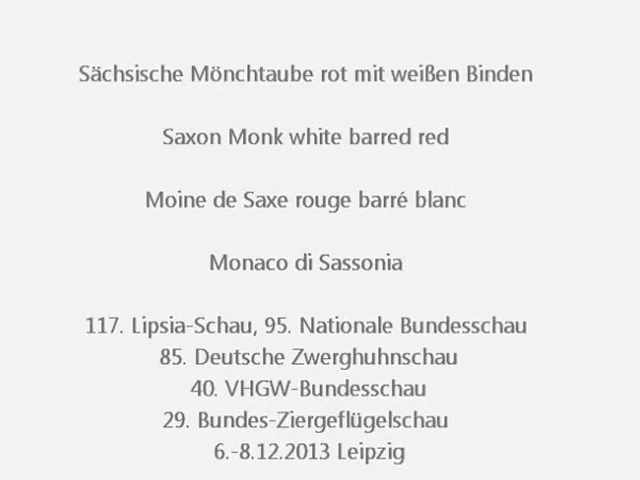 Sächsische Mönchtaube rot mit weißen Binden
Saxon Monk white barred red
Moine de Saxe rouge barré blanc
Monaco di Sassonia
117. Lipsia-Schau, 95. Nationale Bundesschau
85. Deutsche Zwerghuhnschau
40. VHGW-Bundesschau
29. Bundes-Ziergeflügelschau
6.-8.12.2013 Leipzig